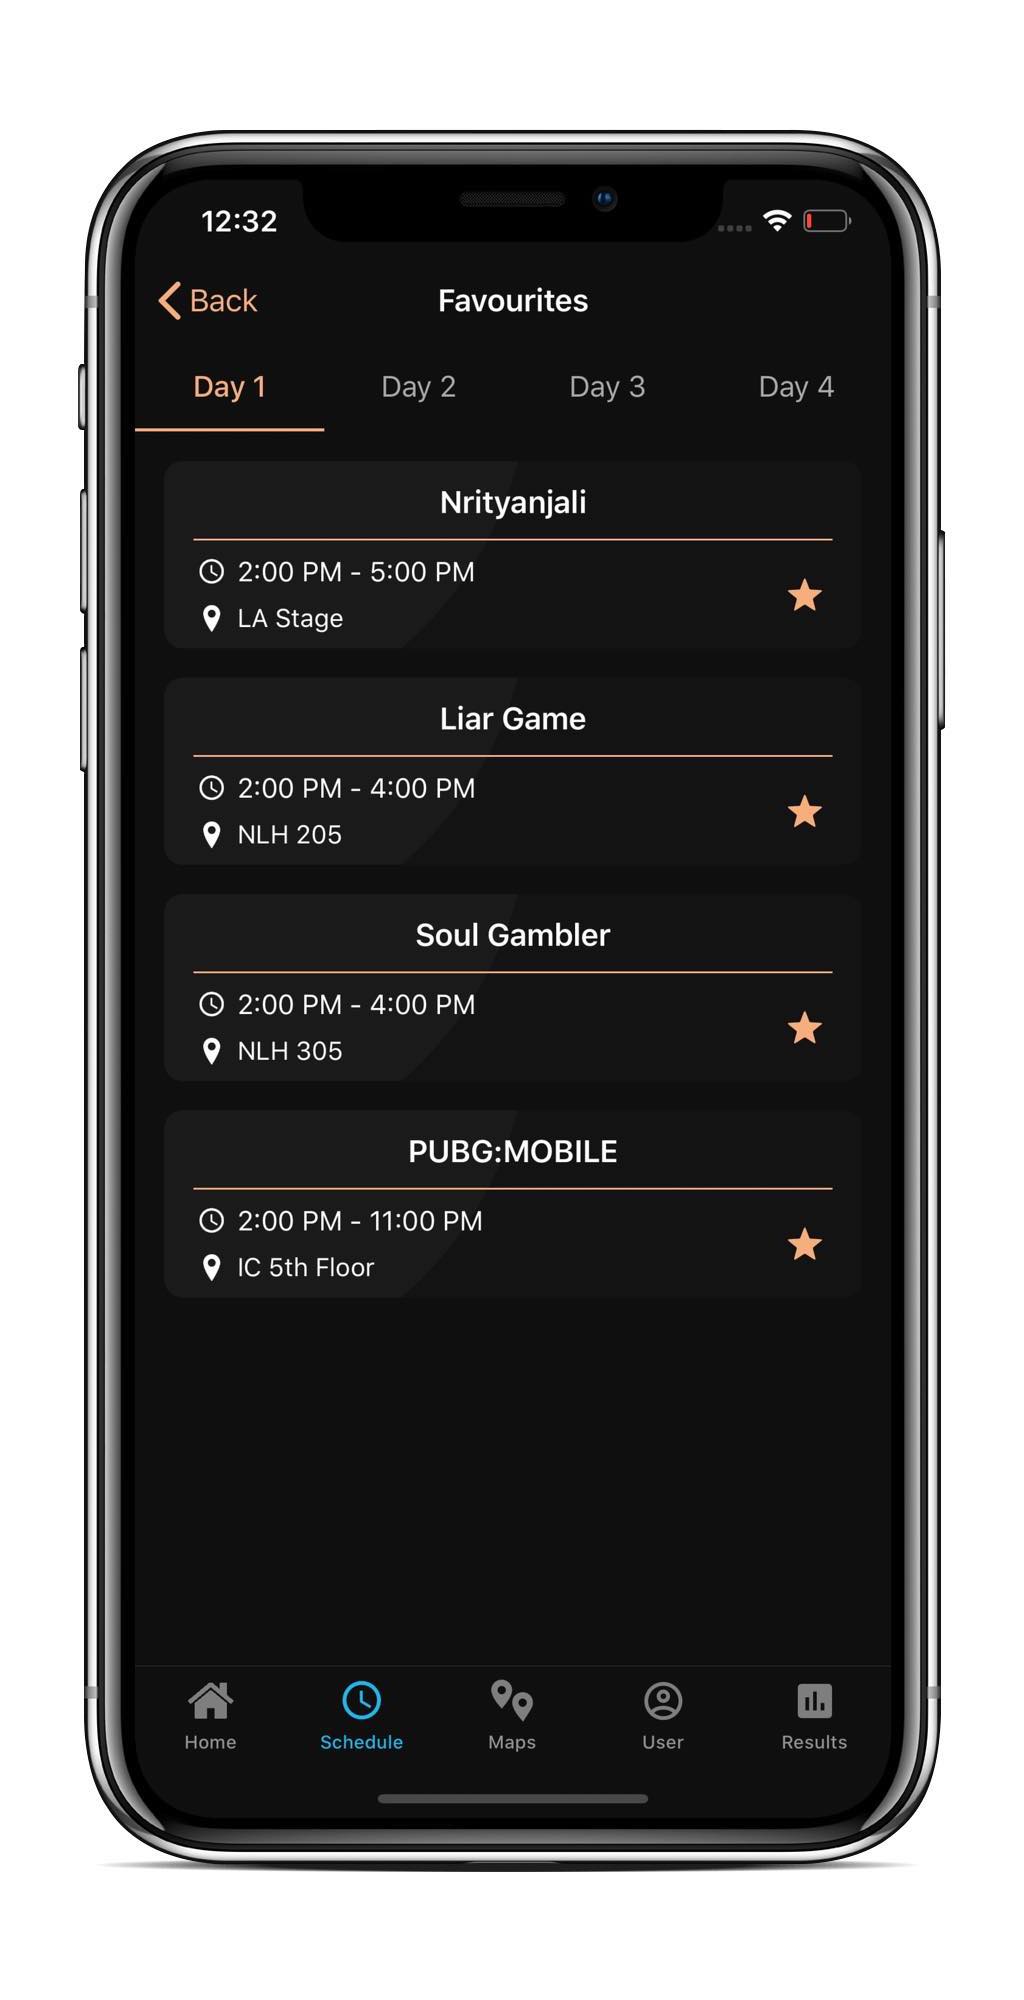 12:32
Back
Favourites
Day 1 Day 2 Day 3 Day 4
Nrityanjali
2:00 PM - 5:00 PM
LA Stage
Liar Game
2:00 PM - 4:00 PM
NLH 205
Soul Gambler
2:00 PM - 4:00 PM
NLH 305
PUBG:MOBILE
2:00 PM - 11:00 PM
IC 5th Floor
Home Schedule Maps User Results